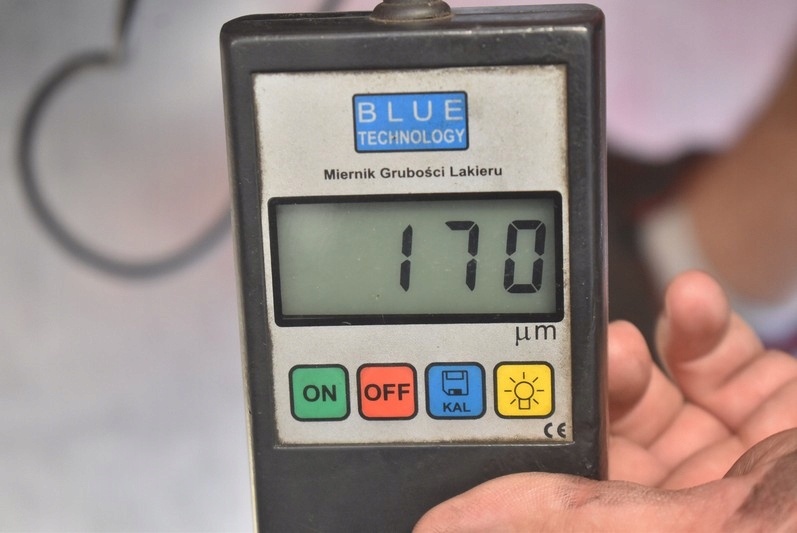 BLUE
TECHNOLOGY
Miernik Grubości Lakieru
170
µm
ON OFF KAL
CE